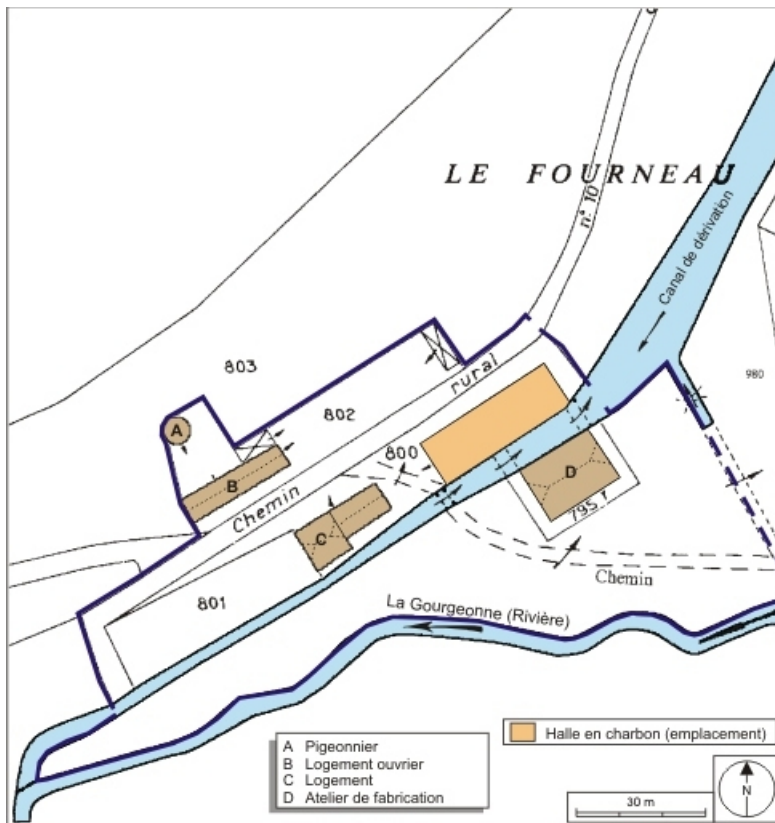 LE FOURNEAU
n° 10
Canal de dérivation
980
803
802
rural
A
800
B
D
Chemin
795 r
C
Chemin
801
La Gourgeonne (Rivière)
A Pigeonnier
B Logement ouvrier
C Logement
D Atelier de fabrication
Halle en charbon (emplacement)
30 m
N